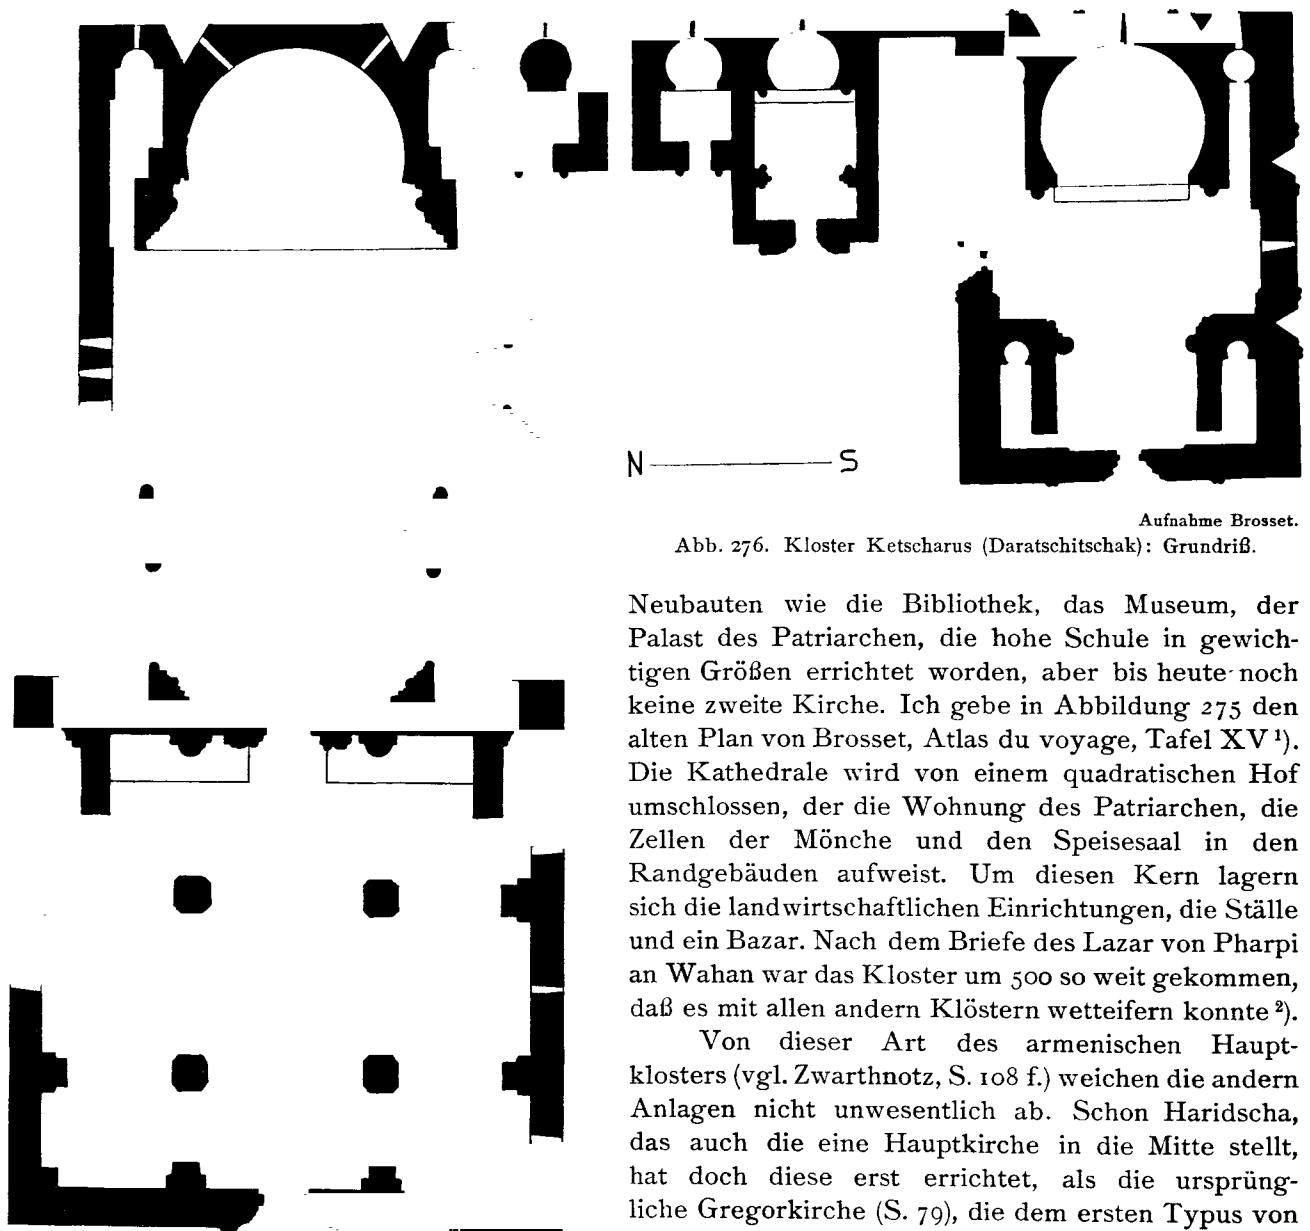 N S
Aufnahme Brosset.
Abb. 276. Kloster Ketscharus (Daratschitschak): Grundriß.
Neubauten wie die Bibliothek, das Museum, der
Palast des Patriarchen, die hohe Schule in gewich-
tigen Größen errichtet worden, aber bis heute noch
keine zweite Kirche. Ich gebe in Abbildung 275 den
alten Plan von Brosset, Atlas du voyage, Tafel XV¹).
Die Kathedrale wird von einem quadratischen Hof
umschlossen, der die Wohnung des Patriarchen, die
Zellen der Mönche und den Speisesaal in den
Randgebäuden aufweist. Um diesen Kern lagern
sich die landwirtschaftlichen Einrichtungen, die Ställe
und ein Bazar. Nach dem Briefe des Lazar von Pharpi
an Wahan war das Kloster um 500 so weit gekommen,
daß es mit allen andern Klöstern wetteifern konnte²).
Von dieser Art des armenischen Haupt-
klosters (vgl. Zwarthnotz, S. 108 f.) weichen die andern
Anlagen nicht unwesentlich ab. Schon Haridscha,
das auch die eine Hauptkirche in die Mitte stellt,
hat doch diese erst errichtet, als die ursprüng-
liche Gregorkirche (S. 79), die dem ersten Typus von